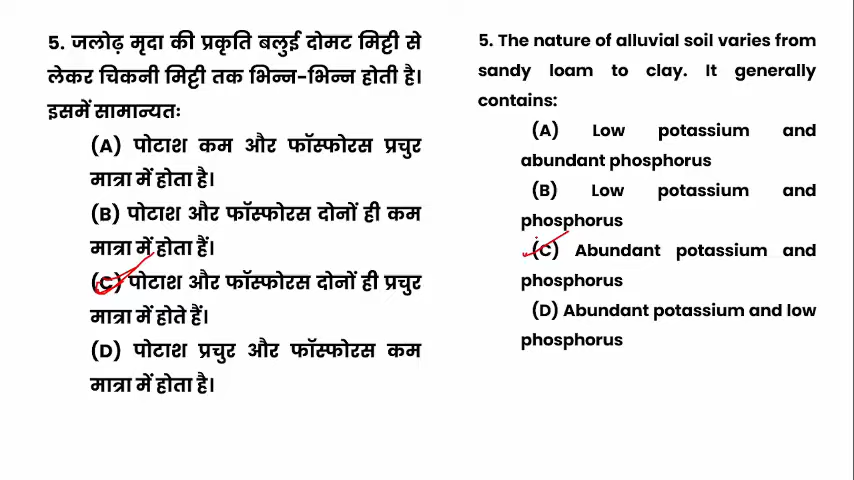 5. जलोढ़ मृदा की प्रकृति बलुई दोमट मिट्टी से
लेकर चिकनी मिट्टी तक भिन्न-भिन्न होती है।
इसमें सामान्यतः
(A) पोटाश कम और फॉस्फोरस प्रचुर
मात्रा में होता है।
(B) पोटाश और फॉस्फोरस दोनों ही कम
मात्रा में होता हैं।
(C) पोटाश और फॉस्फोरस दोनों ही प्रचुर
मात्रा में होते हैं।
(D) पोटाश प्रचुर और फॉस्फोरस कम
मात्रा में होता है।
5. The nature of alluvial soil varies from
sandy loam to clay. It generally
contains:
(A) Low potassium and
abundant phosphorus
(B) Low potassium and
phosphorus
(C) Abundant potassium and
phosphorus
(D) Abundant potassium and low
phosphorus